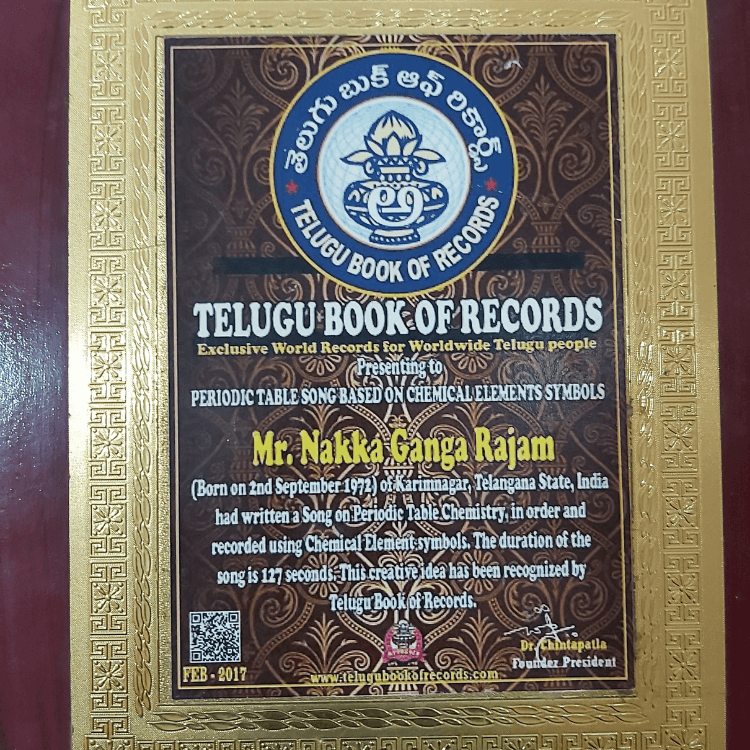 తెలుగు బుక్ ఆఫ్ రికార్డ్స్
TELUGU BOOK OF RECORDS
TELUGU BOOK OF RECORDS
Exclusive World Records for Worldwide Telugu people
Presenting to
PERIODIC TABLE SONG BASED ON CHEMICAL ELEMENTS SYMBOLS
Mr. Nakka Ganga Rajam
(Born on 2nd September 1972) of Karimnagar, Telangana State, India
had written a Song on Periodic Table Chemistry, in order and
recorded using Chemical Element symbols. The duration of the
song is 127 seconds. This creative idea has been recognized by
Telugu Book of Records.
Dr. Chintapatla
Founder President
FEB - 2017
www.telugubookofrecords.com